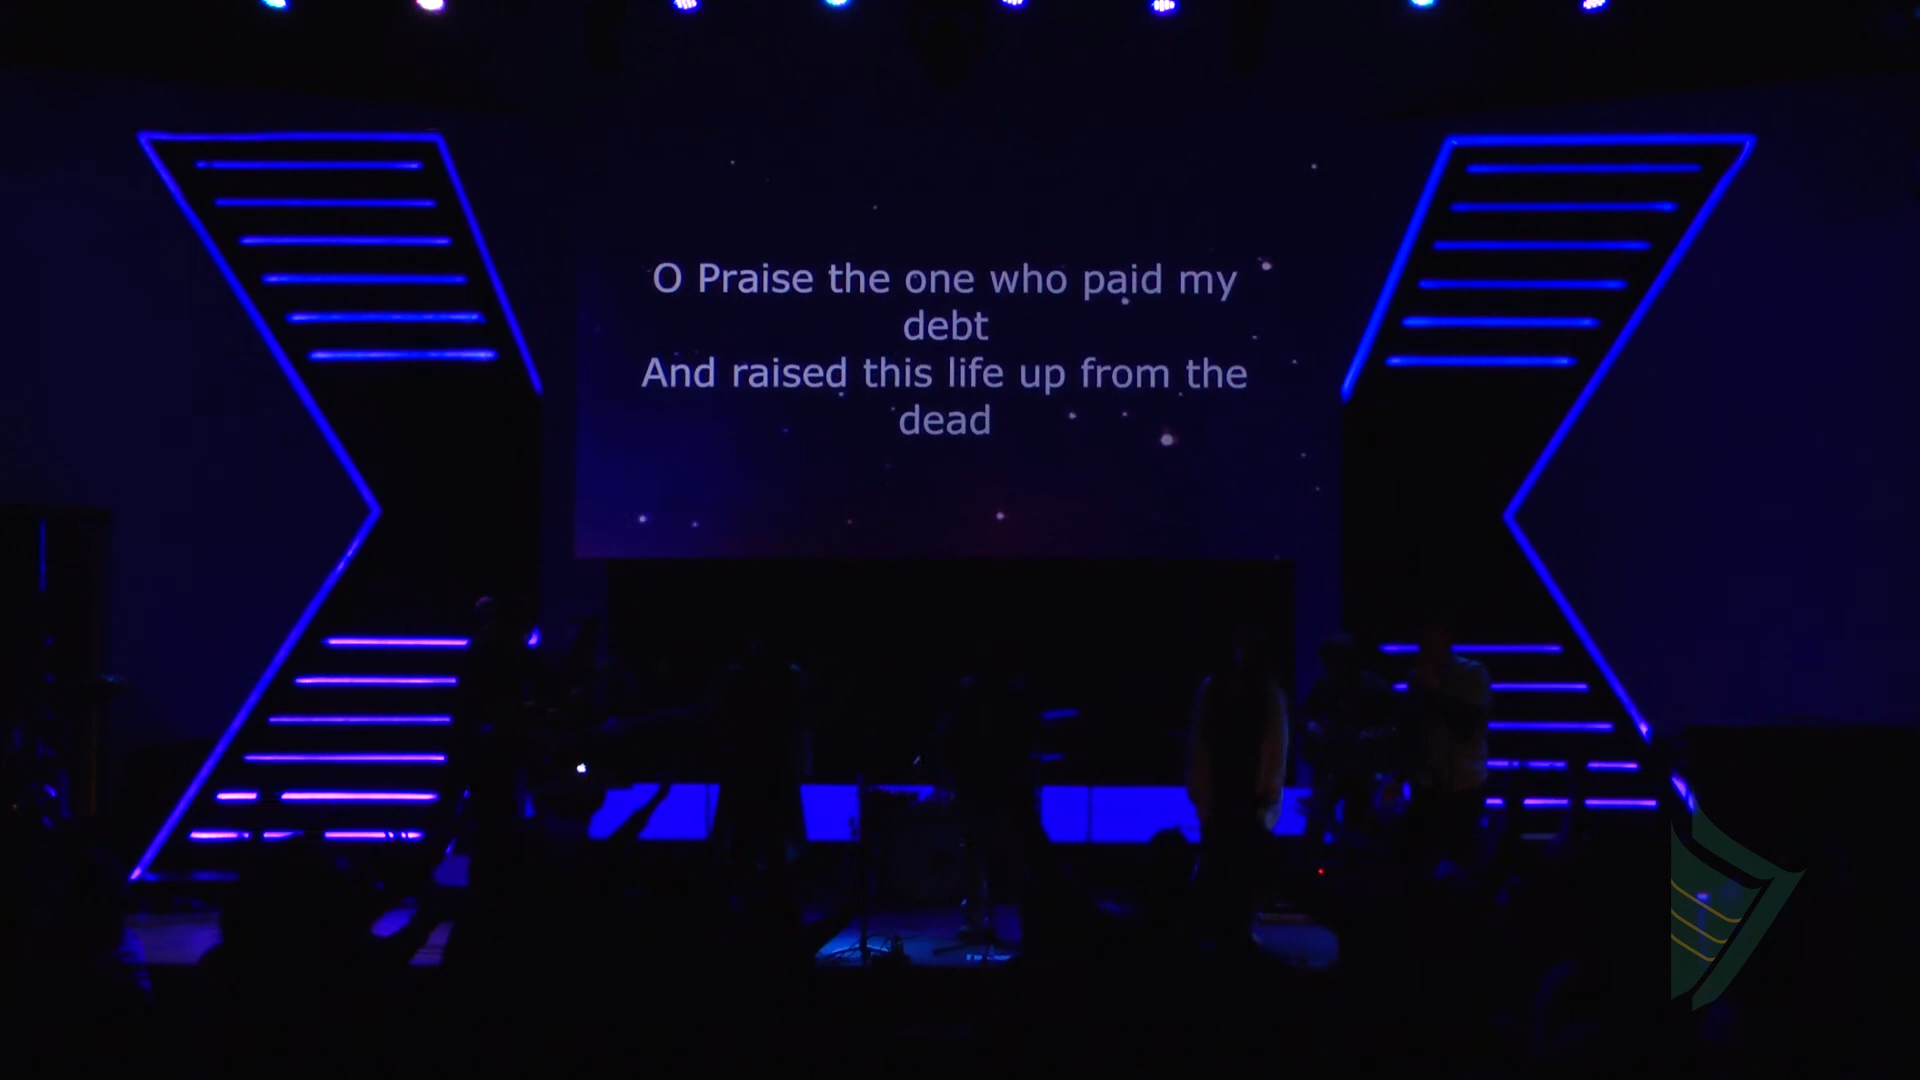 O Praise the one who paid my
debt
And raised this life up from the
dead